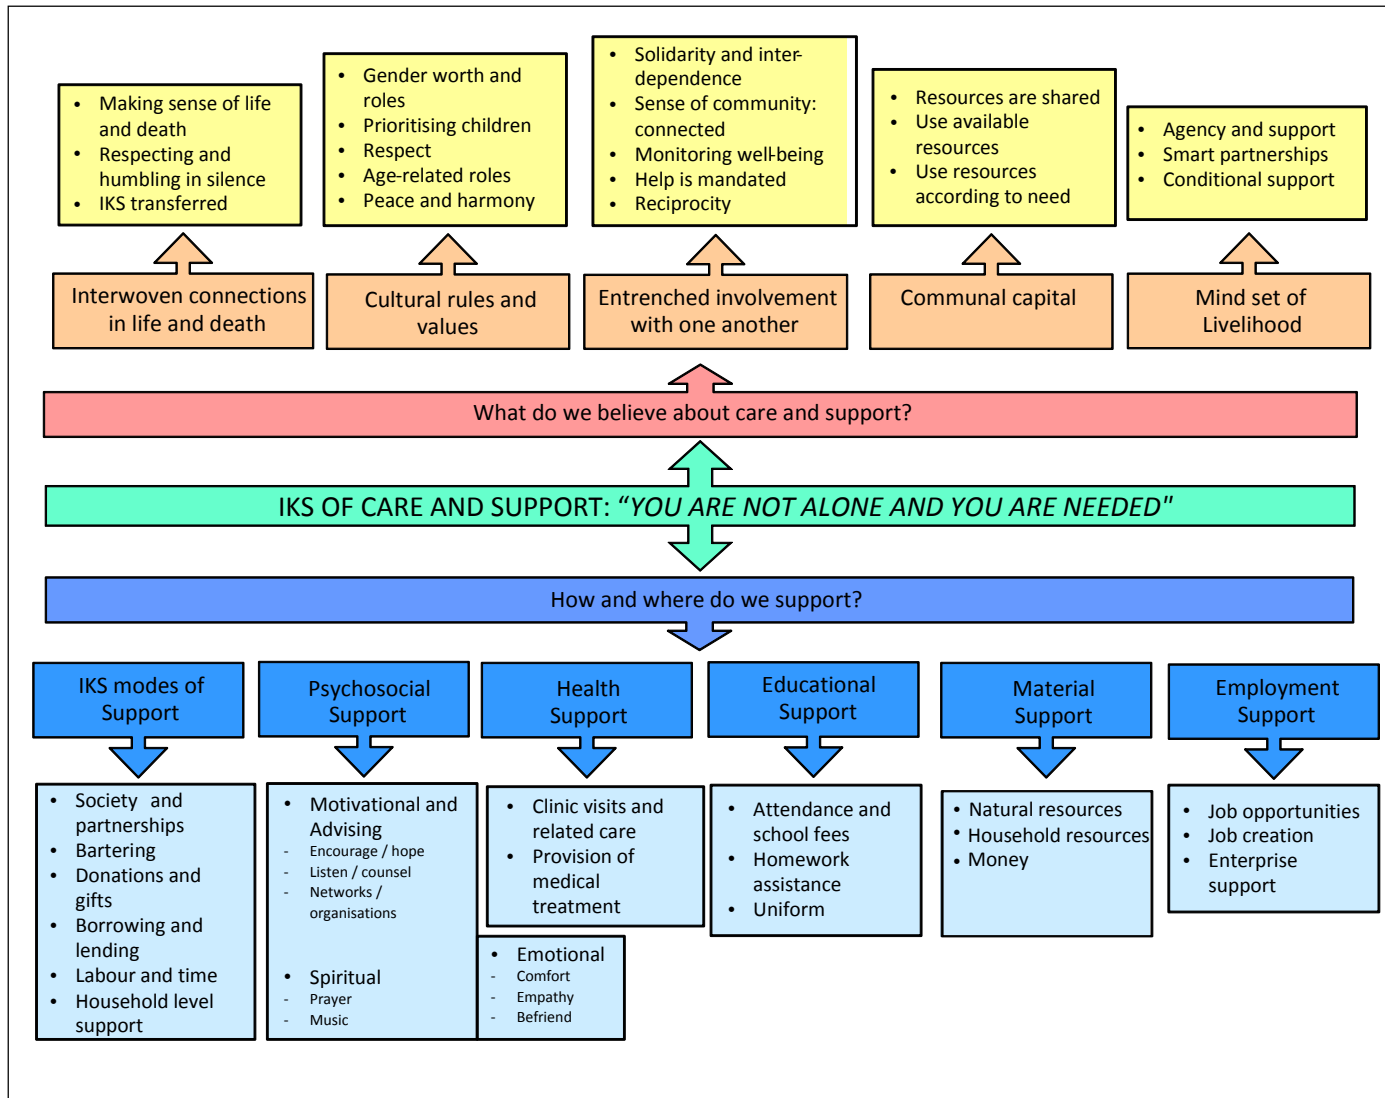 • Making sense of life
and death
• Respecting and
humbling in silence
• IKS transferred
• Gender worth and
roles
• Prioritising children
• Respect
• Age-related roles
• Peace and harmony
• Solidarity and inter-
dependence
• Sense of community:
connected
• Monitoring well-being
• Help is mandated
• Reciprocity
• Resources are shared
• Use available
resources
• Use resources
according to need
• Agency and support
• Smart partnerships
• Conditional support
Interwoven connections
in life and death
Cultural rules and
values
Entrenched involvement
with one another
Communal capital
Mind set of
Livelihood
What do we believe about care and support?
IKS OF CARE AND SUPPORT: “YOU ARE NOT ALONE AND YOU ARE NEEDED"
How and where do we support?
IKS modes of
Support
Psychosocial
Support
Health
Support
Educational
Support
Material
Support
Employment
Support
• Society and
partnerships
• Bartering
• Donations and
gifts
• Borrowing and
lending
• Labour and time
• Household level
support
• Motivational and
Advising
- Encourage / hope
- Listen / counsel
- Networks /
organisations
• Spiritual
- Prayer
- Music
• Clinic visits and
related care
• Provision of
medical
treatment
• Emotional
- Comfort
- Empathy
- Befriend
• Attendance and
school fees
• Homework
assistance
• Uniform
• Natural resources
• Household resources
• Money
• Job opportunities
• Job creation
• Enterprise
support